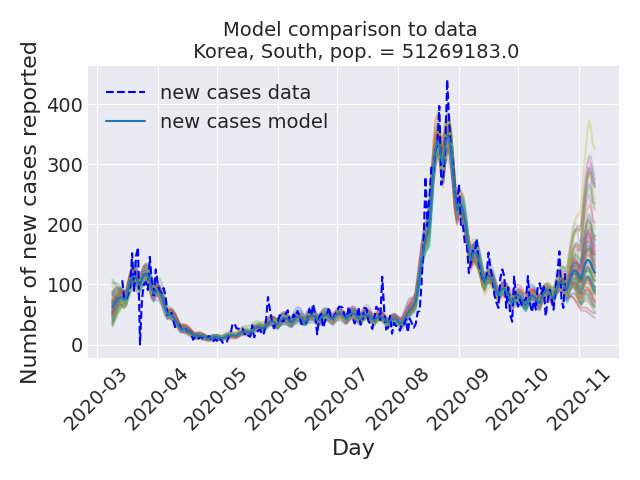 Model comparison to data
Korea, South, pop. = 51269183.0
Number of new cases reported
400
300
200
100
0
new cases data
new cases model
2020-03
2020-04
2020-05
2020-06
2020-07
2020-08
2020-09
2020-10
2020-11
Day